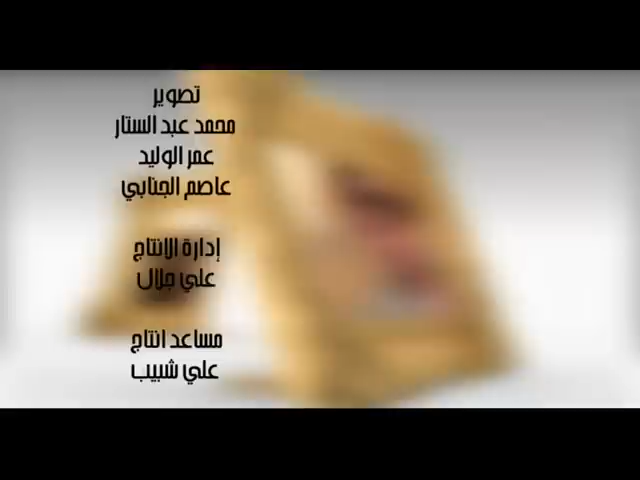 تصوير
محمد عبد الستار
عمر الوليد
عاصم الجنابي
إدارة الانتاج
علي جلال
مساعد انتاج
علي شبيب